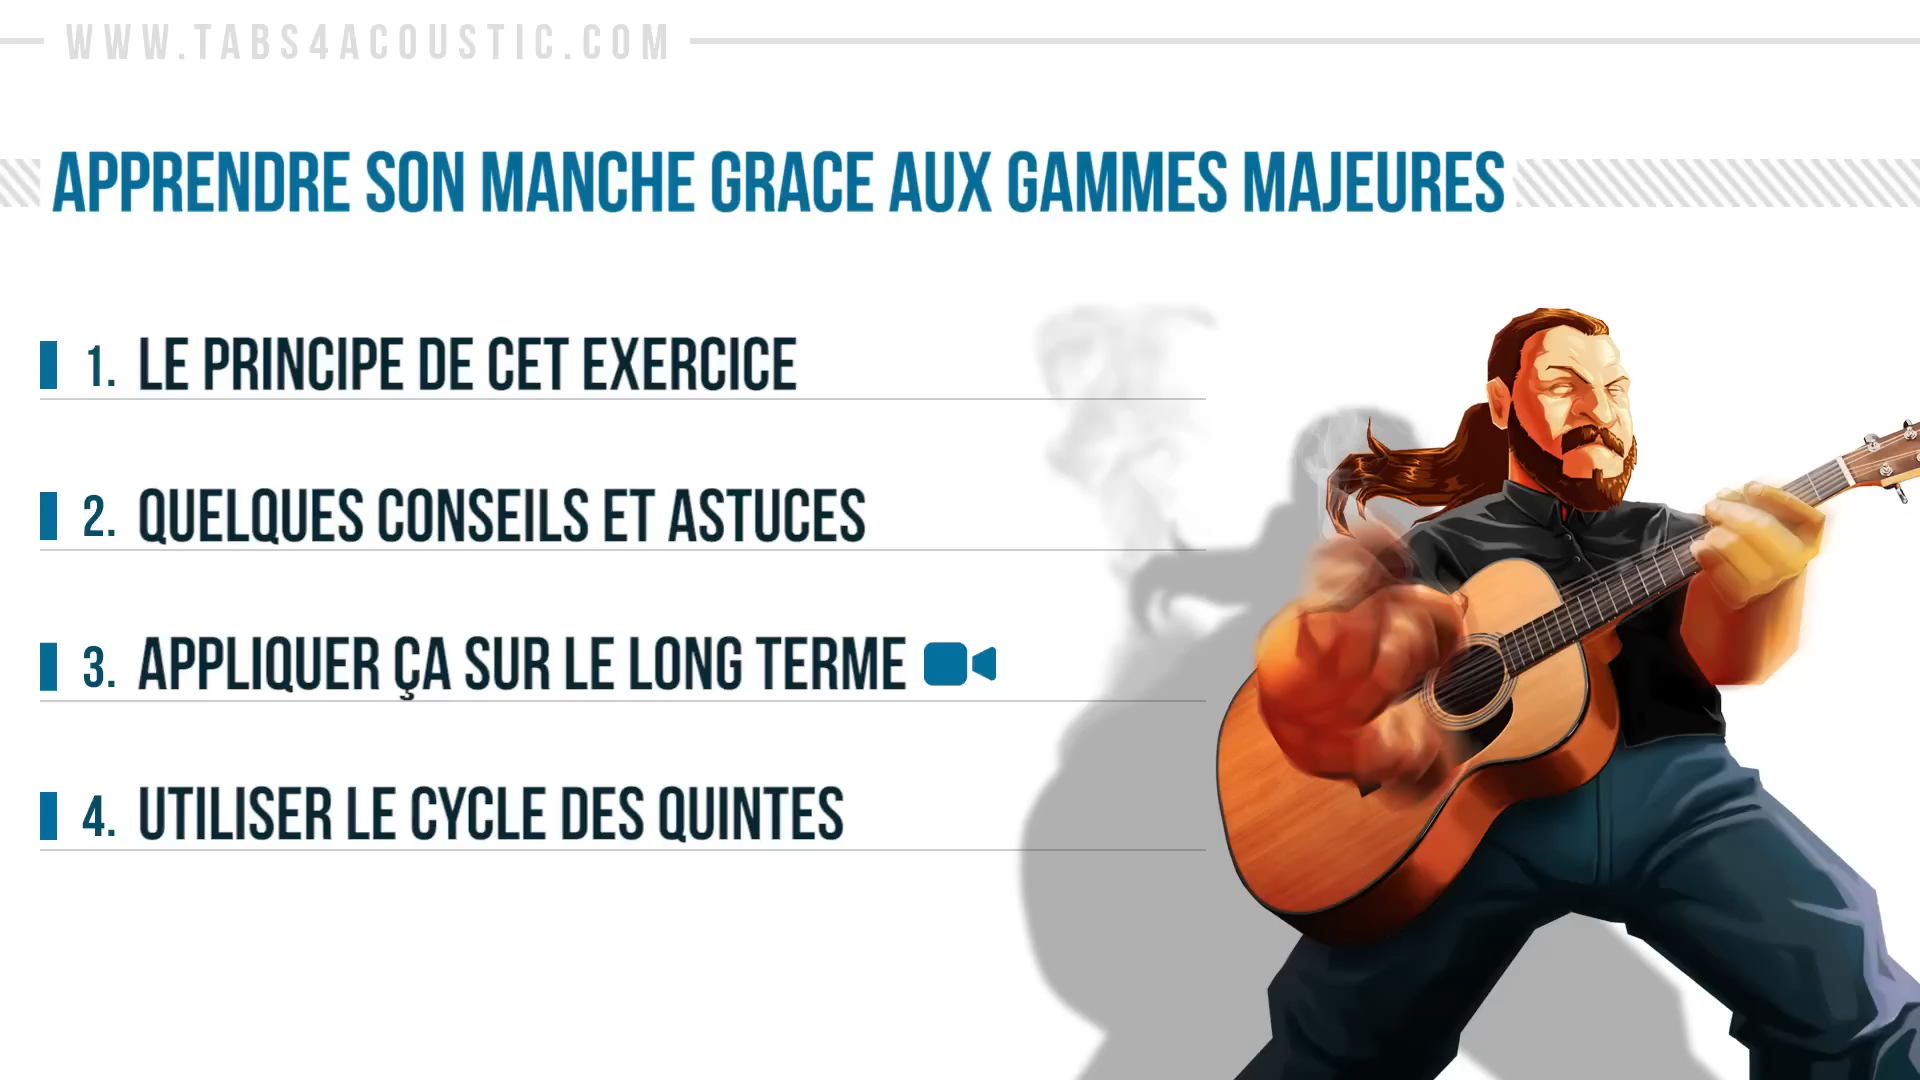 WWW.TABS4ACOUSTIC.COM
APPRENDRE SON MANCHE GRACE AUX GAMMES MAJEURES
1. LE PRINCIPE DE CET EXERCICE
2. QUELQUES CONSEILS ET ASTUCES
3. APPLIQUER ÇA SUR LE LONG TERME
4. UTILISER LE CYCLE DES QUINTES